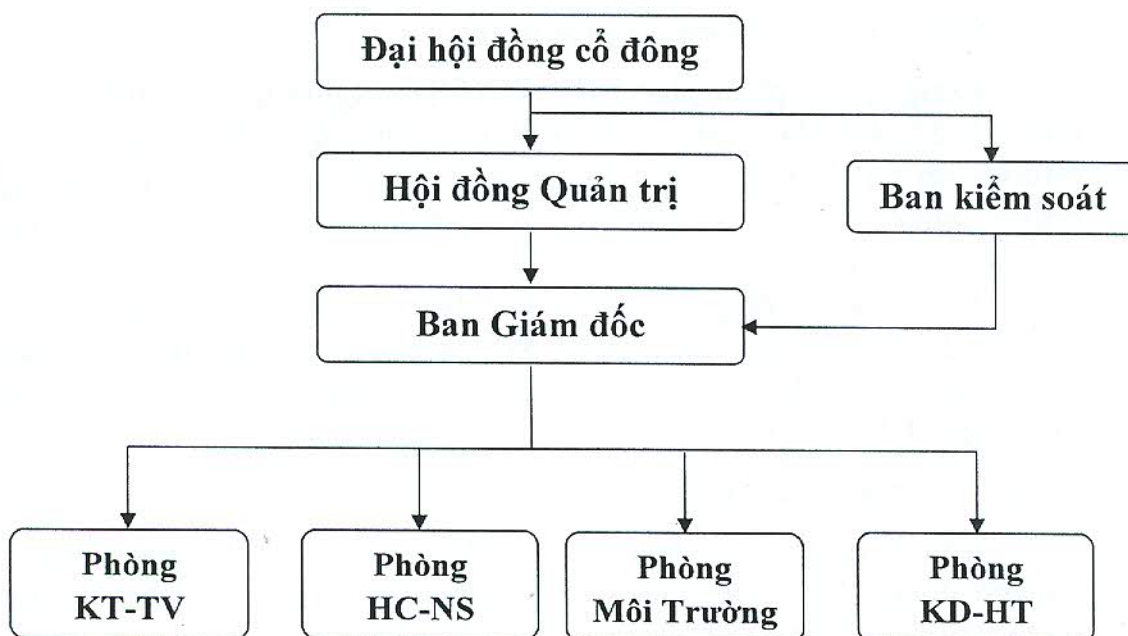 Đại hội đồng cổ đông
Hội đồng Quản trị
Ban kiểm soát
Ban Giám đốc
Phòng
KT-TV
Phòng
HC-NS
Phòng
Môi Trường
Phòng
KD-HT